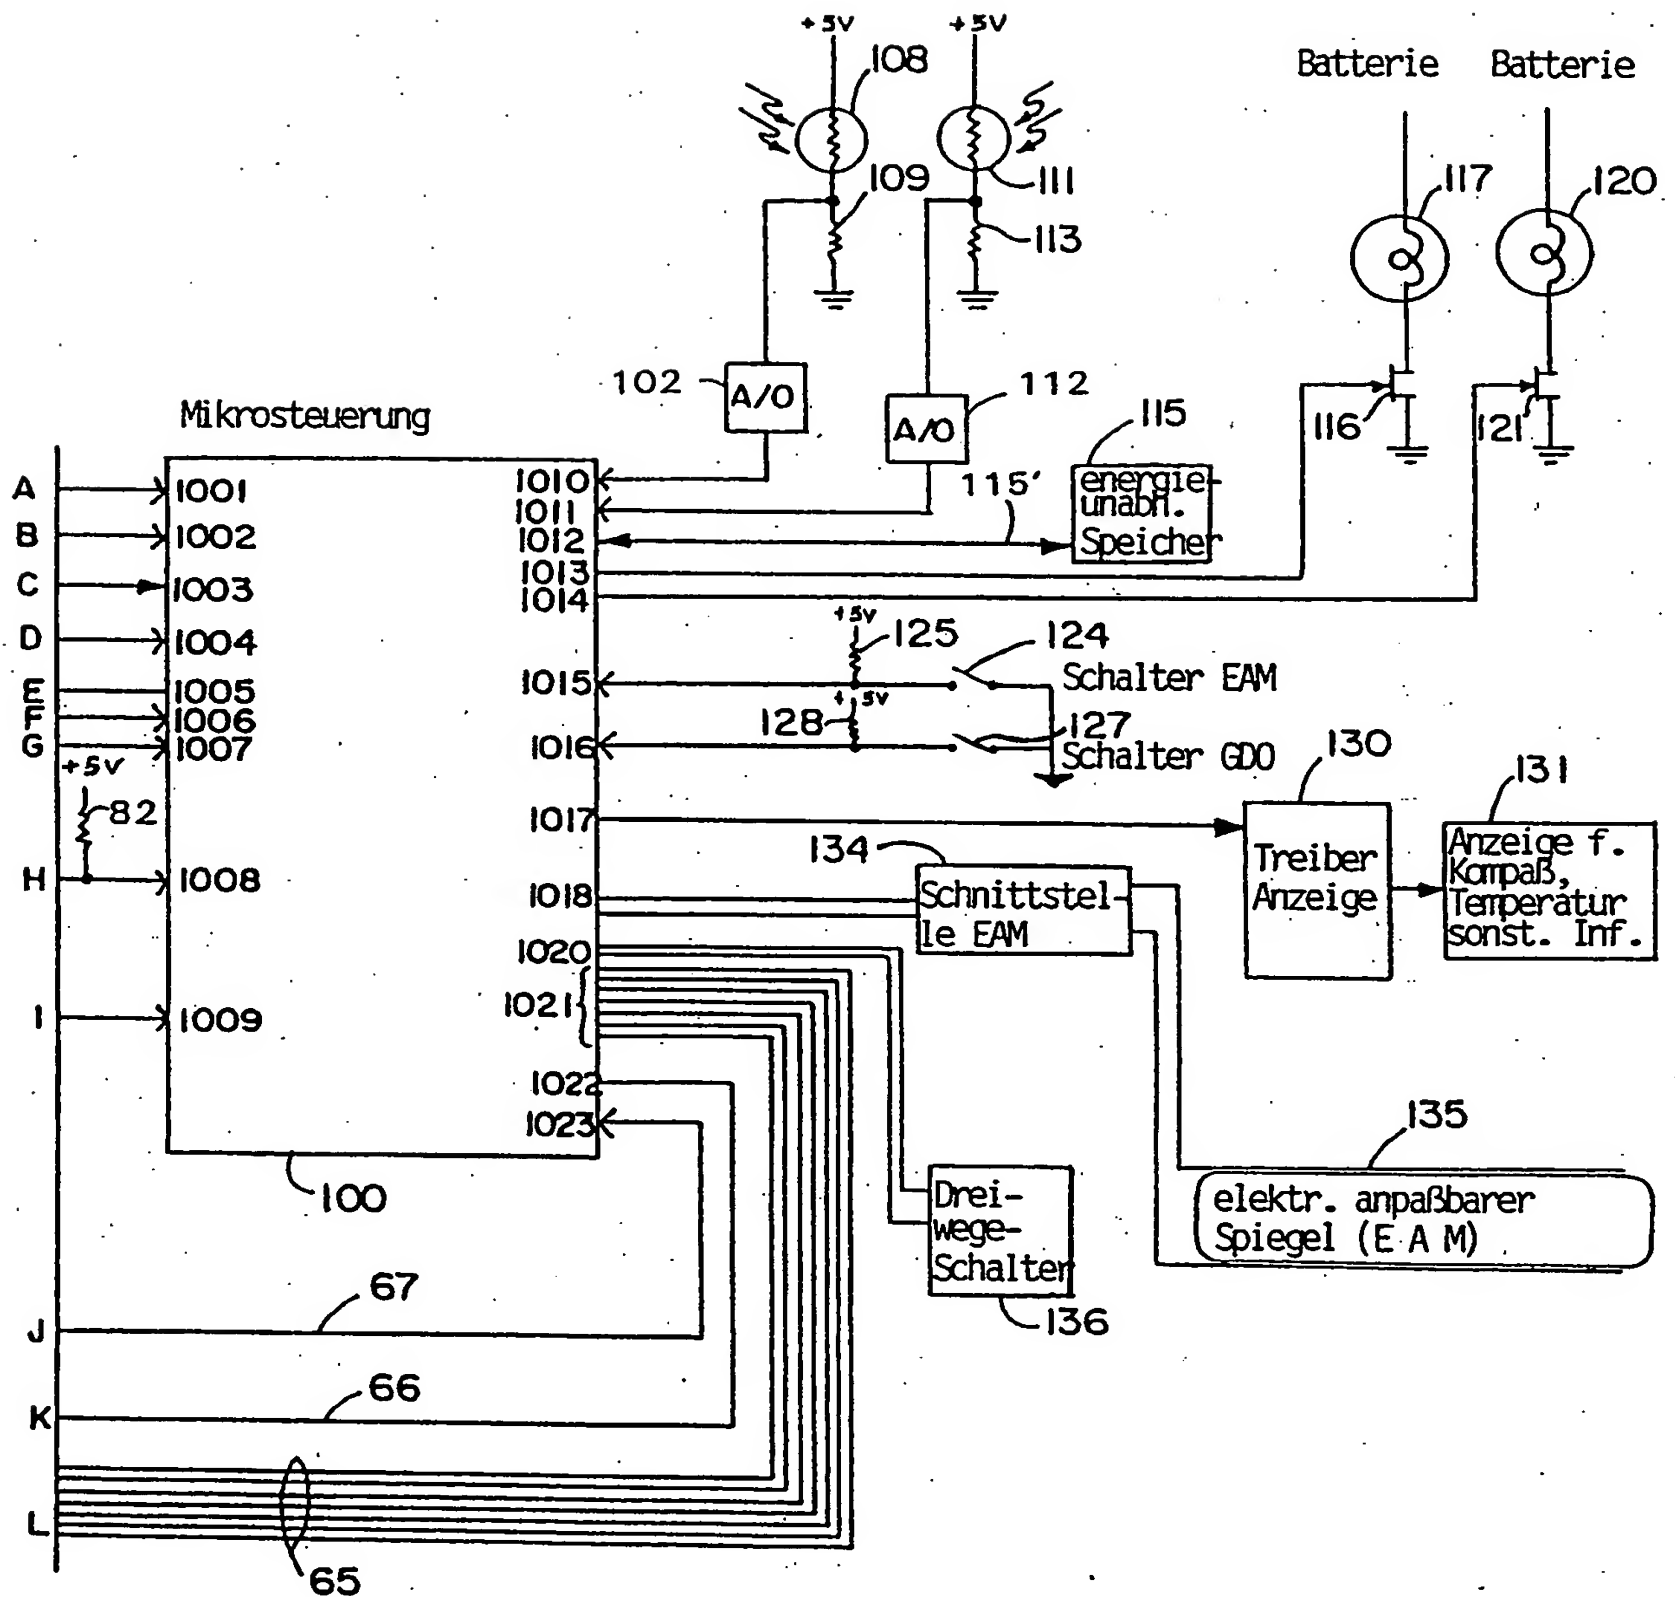 +5V
+5V
108
Batterie
Batterie
109
111
117
120
113
102
A/O
112
A/O
115
116
121
Mikrosteuerung
115'
energie-
unabh.
Speicher
A
1001
1010
B
1002
1011
1012
C
1003
1013
1014
D
1004
+5V
125
124
Schalter EAM
E
1005
1015
F
1006
+5V
128
127
G
1007
1016
Schalter GDO
+5V
82
130
131
1017
134
Treiber
Anzeige
Anzeige f.
Kompaß,
Temperatur
sonst. Inf.
H
1008
1018
Schnittstel-
le EAM
1020
1021
I
1009
1022
1023
100
135
Drei-
wege-
Schalter
elektr. anpaßbarer
Spiegel (E A M)
136
J
67
K
66
L
65